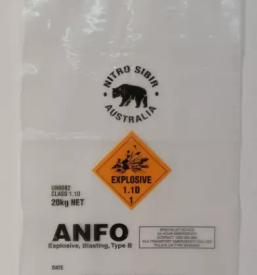 NITRO SIBIR
AUSTRALIA
EXPLOSIVE
1.1D
1
UN0082
CLASS 1.1D
20kg NET
ANFO
Explosive, Blasting, Type B
DATE